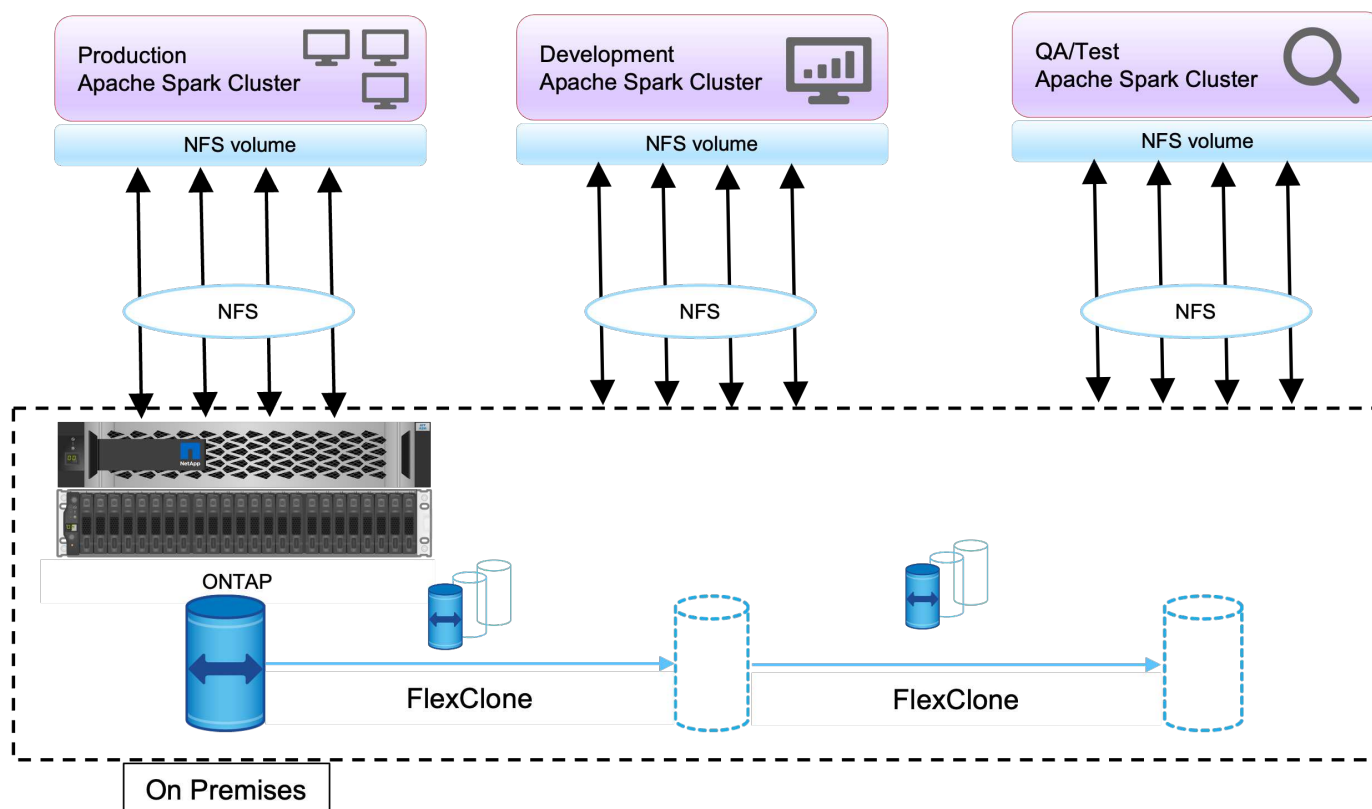 Production
Apache Spark Cluster
Development
Apache Spark Cluster
QA/Test
Apache Spark Cluster
NFS volume
NFS volume
NFS volume
NFS
NFS
NFS
NetApp
ONTAP
FlexClone
FlexClone
On Premises